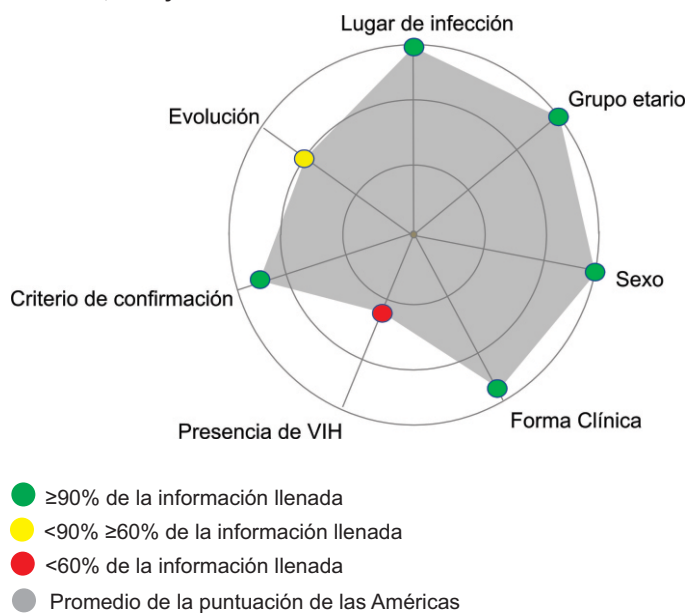 Lugar de infección
Grupo etario
Evolución
Sexo
Criterio de confirmación
Forma Clínica
Presencia de VIH
≥90% de la información llenada
<90% ≥60% de la información llenada
<60% de la información llenada
Promedio de la puntuación de las Américas